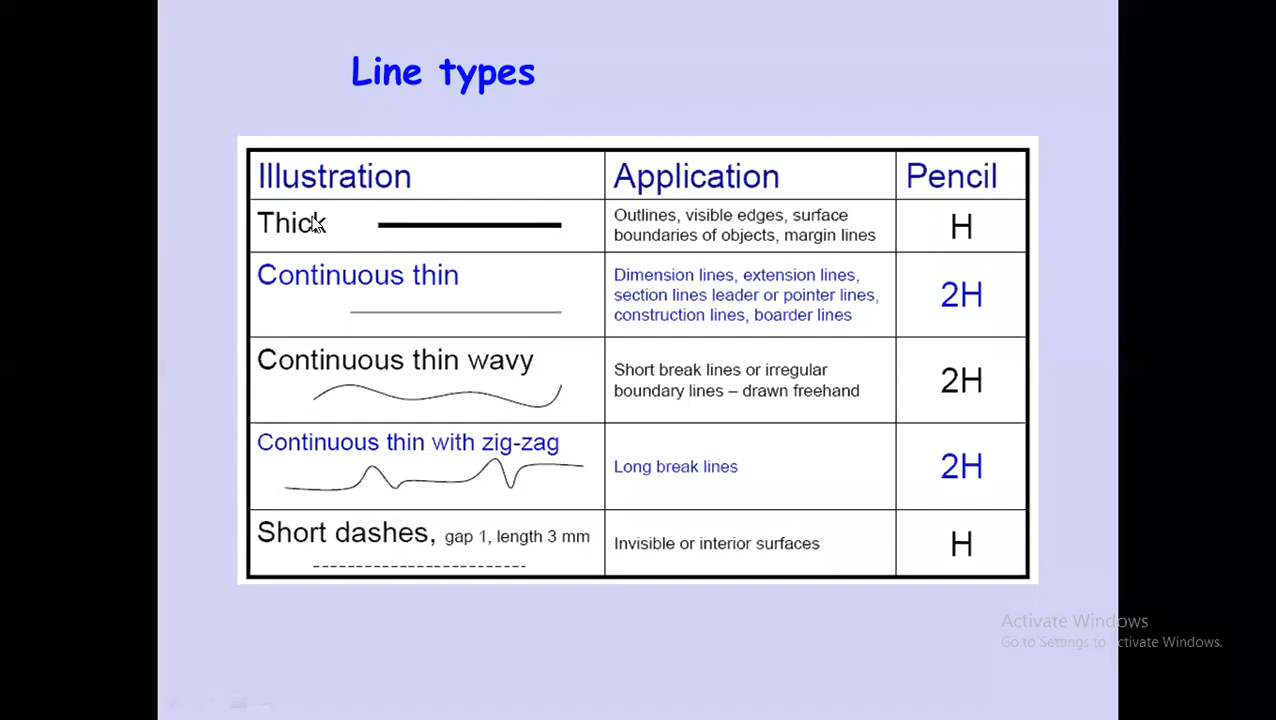 Line types
Illustration
Application
Pencil
Thick
Outlines, visible edges, surface
boundaries of objects, margin lines
H
Continuous thin
Dimension lines, extension lines,
section lines leader or pointer lines,
construction lines, boarder lines
2H
Continuous thin wavy
Short break lines or irregular
boundary lines – drawn freehand
2H
Continuous thin with zig-zag
Long break lines
2H
Short dashes, gap 1, length 3 mm
Invisible or interior surfaces
H
Activate Windows
Go to Settings to activate Windows.